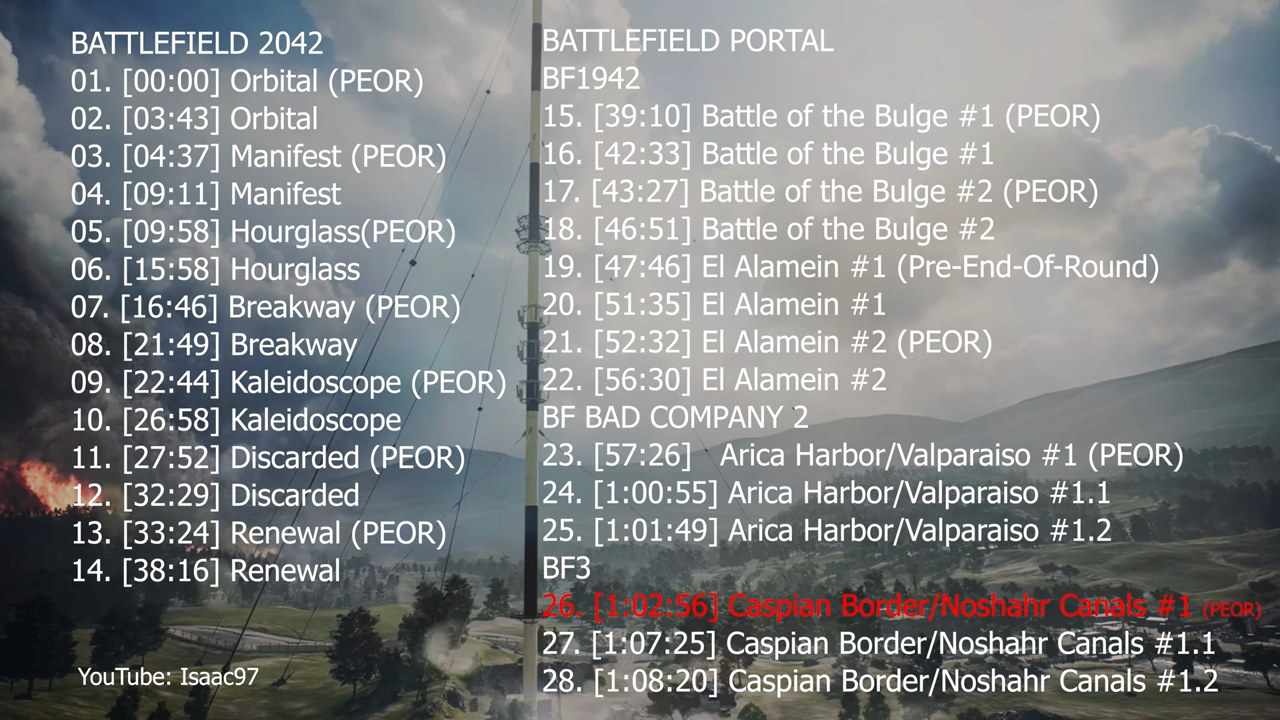 BATTLEFIELD 2042
01. [00:00] Orbital (PEOR)
02. [03:43] Orbital
03. [04:37] Manifest (PEOR)
04. [09:11] Manifest
05. [09:58] Hourglass(PEOR)
06. [15:58] Hourglass
07. [16:46] Breakway (PEOR)
08. [21:49] Breakway
09. [22:44] Kaleidoscope (PEOR)
10. [26:58] Kaleidoscope
11. [27:52] Discarded (PEOR)
12. [32:29] Discarded
13. [33:24] Renewal (PEOR)
14. [38:16] Renewal
YouTube: Isaac97
BATTLEFIELD PORTAL
BF1942
15. [39:10] Battle of the Bulge #1 (PEOR)
16. [42:33] Battle of the Bulge #1
17. [43:27] Battle of the Bulge #2 (PEOR)
18. [46:51] Battle of the Bulge #2
19. [47:46] El Alamein #1 (Pre-End-Of-Round)
20. [51:35] El Alamein #1
21. [52:32] El Alamein #2 (PEOR)
22. [56:30] El Alamein #2
BF BAD COMPANY 2
23. [57:26] Arica Harbor/Valparaiso #1 (PEOR)
24. [1:00:55] Arica Harbor/Valparaiso #1.1
25. [1:01:49] Arica Harbor/Valparaiso #1.2
BF3
26. [1:02:56] Caspian Border/Noshahr Canals #1 (PEOR)
27. [1:07:25] Caspian Border/Noshahr Canals #1.1
28. [1:08:20] Caspian Border/Noshahr Canals #1.2